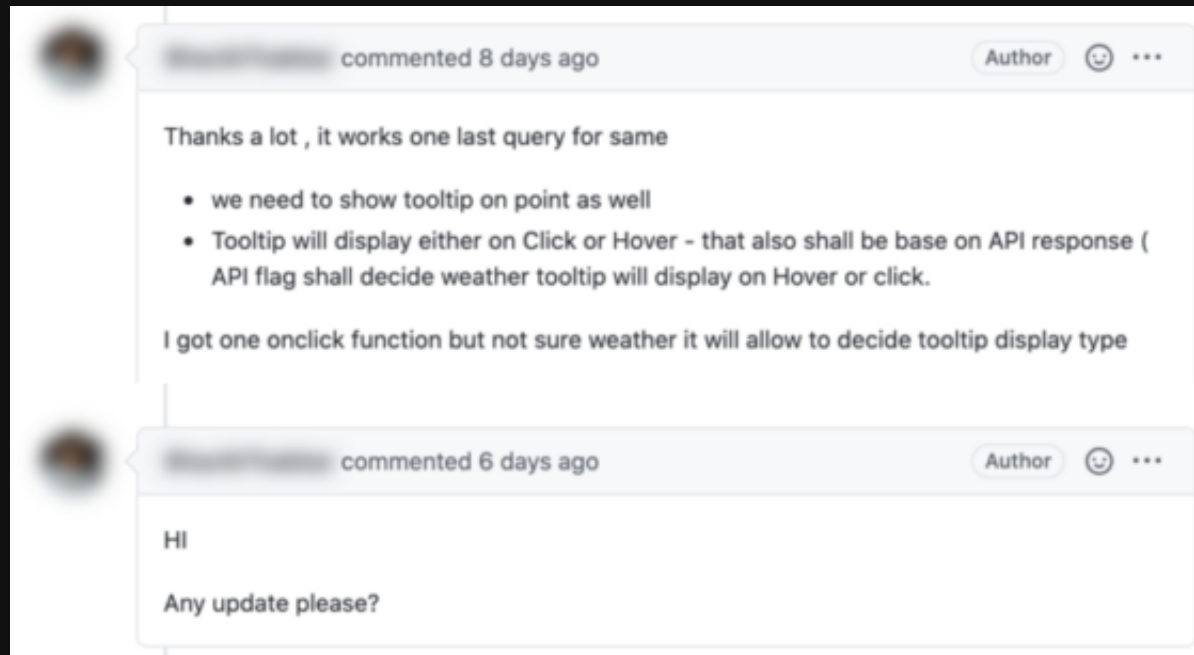 commented 8 days ago
Author
Thanks a lot , it works one last query for same
we need to show tooltip on point as well
Tooltip will display either on Click or Hover - that also shall be base on API response (
API flag shall decide weather tooltip will display on Hover or click.
I got one onclick function but not sure weather it will allow to decide tooltip display type
commented 6 days ago
Author
HI
Any update please?